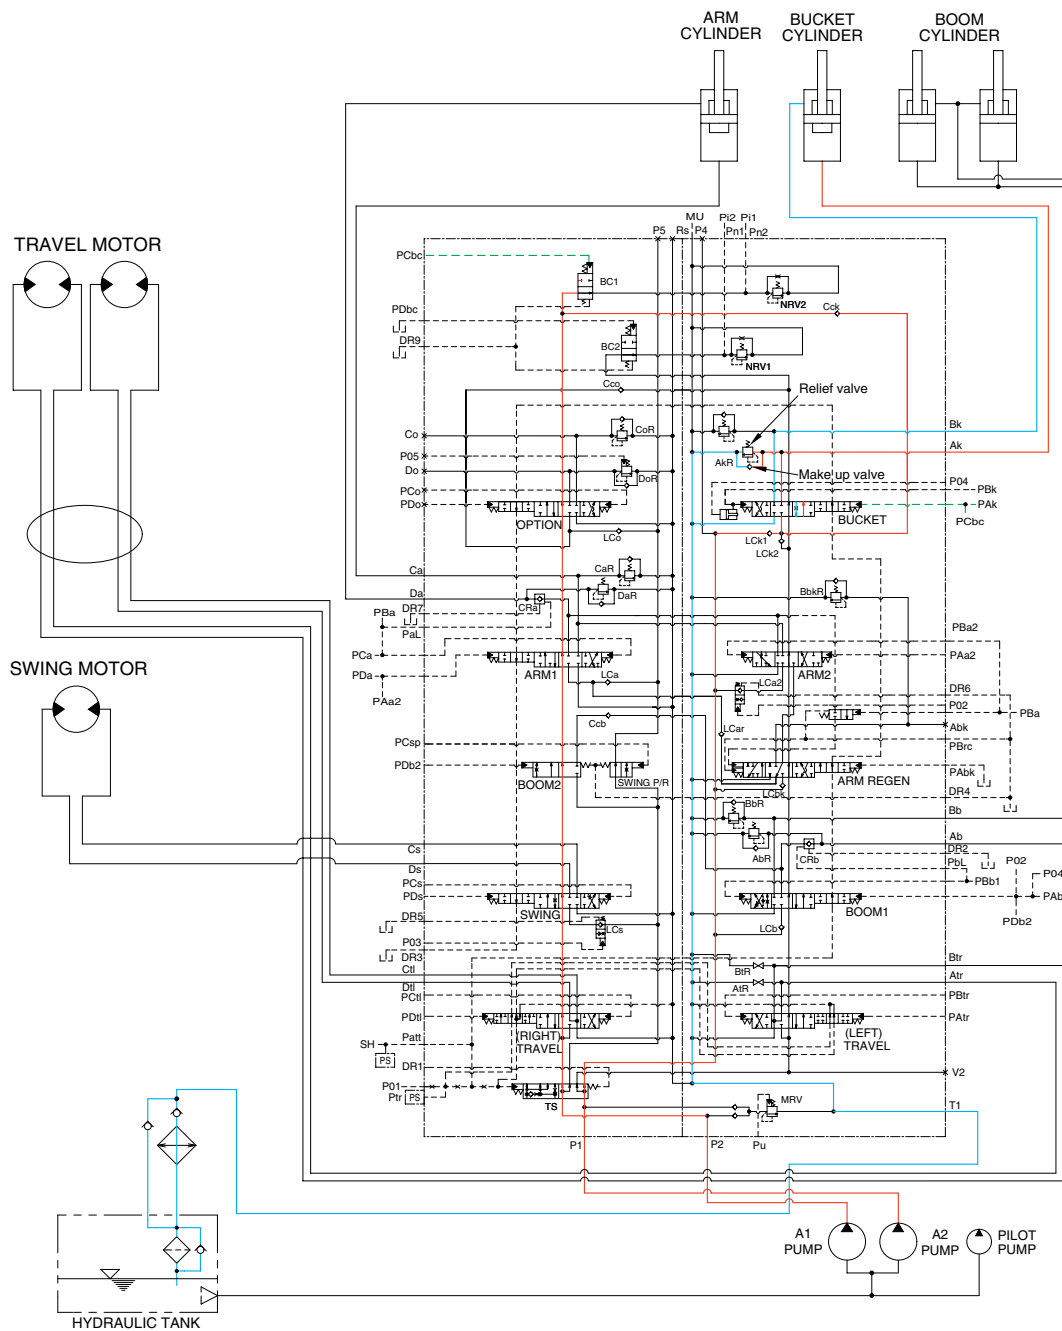 ARM
CYLINDER
BUCKET
CYLINDER
BOOM
CYLINDER
TRAVEL MOTOR
SWING MOTOR
MU
Pi2 Pi1
P5 Rs P4 Pn1 Pn2
PCbc
BC1
NRV2
Cck
PDbc
DR9
BC2
NRV1
Cco
Relief valve
Co
CoR
Bk
Ak
P05
Do
DoR
AkR
Make up valve
P04
PCo
PBk
PDo
PAk
OPTION
BUCKET
PCbc
LCo
LCk1
LCk2
Ca
CaR
Da
DaR
BbkR
CRa
PBa
DR7
PaL
PBa2
PCa
PAa2
PDa
ARM1
ARM2
PAa2
LCa
LCa2
DR6
P02
PBa
Ccb
LCar
Abk
PCsp
PBrc
PDb2
PAbk
BOOM2
SWING P/R
ARM REGEN
LCbk
DR4
BbR
Bb
AbR
CRb
Ab
Cs
DR2
Ds
PbL
P02
PCs
PBb1
P04
PDs
PAb
SWING
BOOM1
PDb2
DR5
LCs
LCb
P03
DR3
Btr
Ctl
BtR
Atr
Dtl
AtR
PCtl
PBtr
PDtl
PAtr
(RIGHT)
TRAVEL
(LEFT)
TRAVEL
Patt
SH
PS
DR1
V2
P01
Ptr
PS
TS
MRV
T1
P1
P2
Pu
A1
PUMP
A2
PUMP
PILOT
PUMP
HYDRAULIC TANK